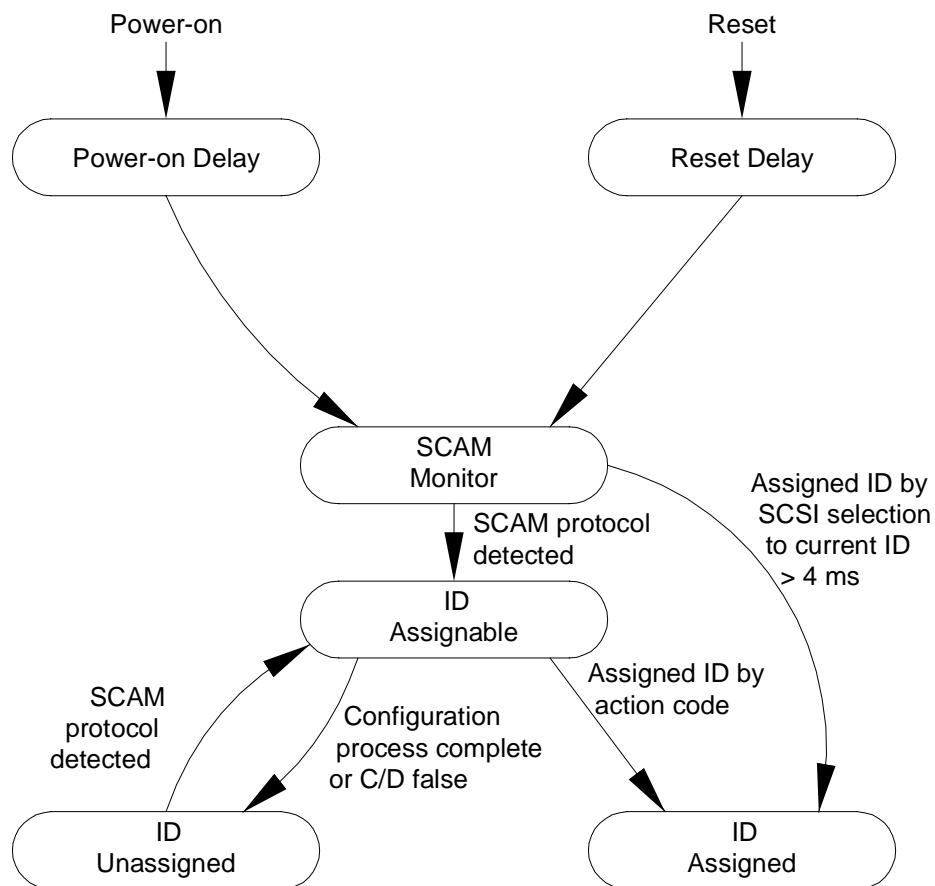 Power-on
Reset
Power-on Delay
Reset Delay
SCAM
Monitor
Assigned ID by
SCSI selection
to current ID
> 4 ms
SCAM protocol
detected
ID
Assignable
Assigned ID by
action code
SCAM
protocol
detected
Configuration
process complete
or C/D false
ID
Unassigned
ID
Assigned